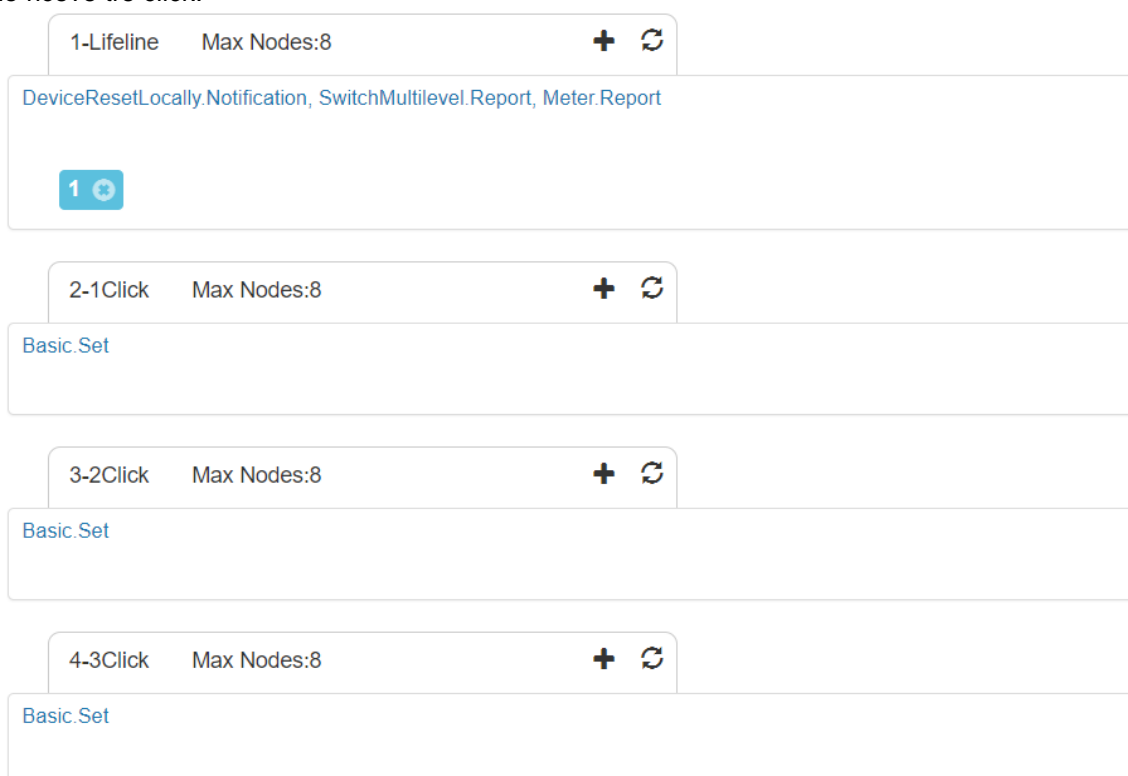 1-Lifeline Max Nodes:8
DeviceResetLocally.Notification, SwitchMultilevel.Report, Meter.Report
1
2-1Click Max Nodes:8
Basic.Set
3-2Click Max Nodes:8
Basic.Set
4-3Click Max Nodes:8
Basic.Set